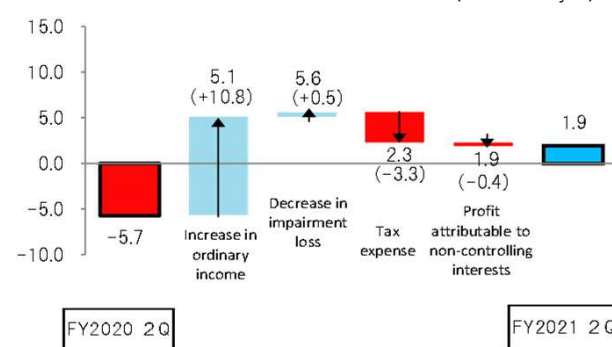 15.0
10.0
5.0
0.0
-5.0
-10.0
-5.7
5.1
(+10.8)
Increase in
ordinary
income
5.6
(+0.5)
Decrease in
impairment
loss
2.3
(-3.3)
Tax
expense
1.9
(-0.4)
Profit
attributable to
non-controlling
interests
1.9
FY2020 2Q
FY2021 2Q